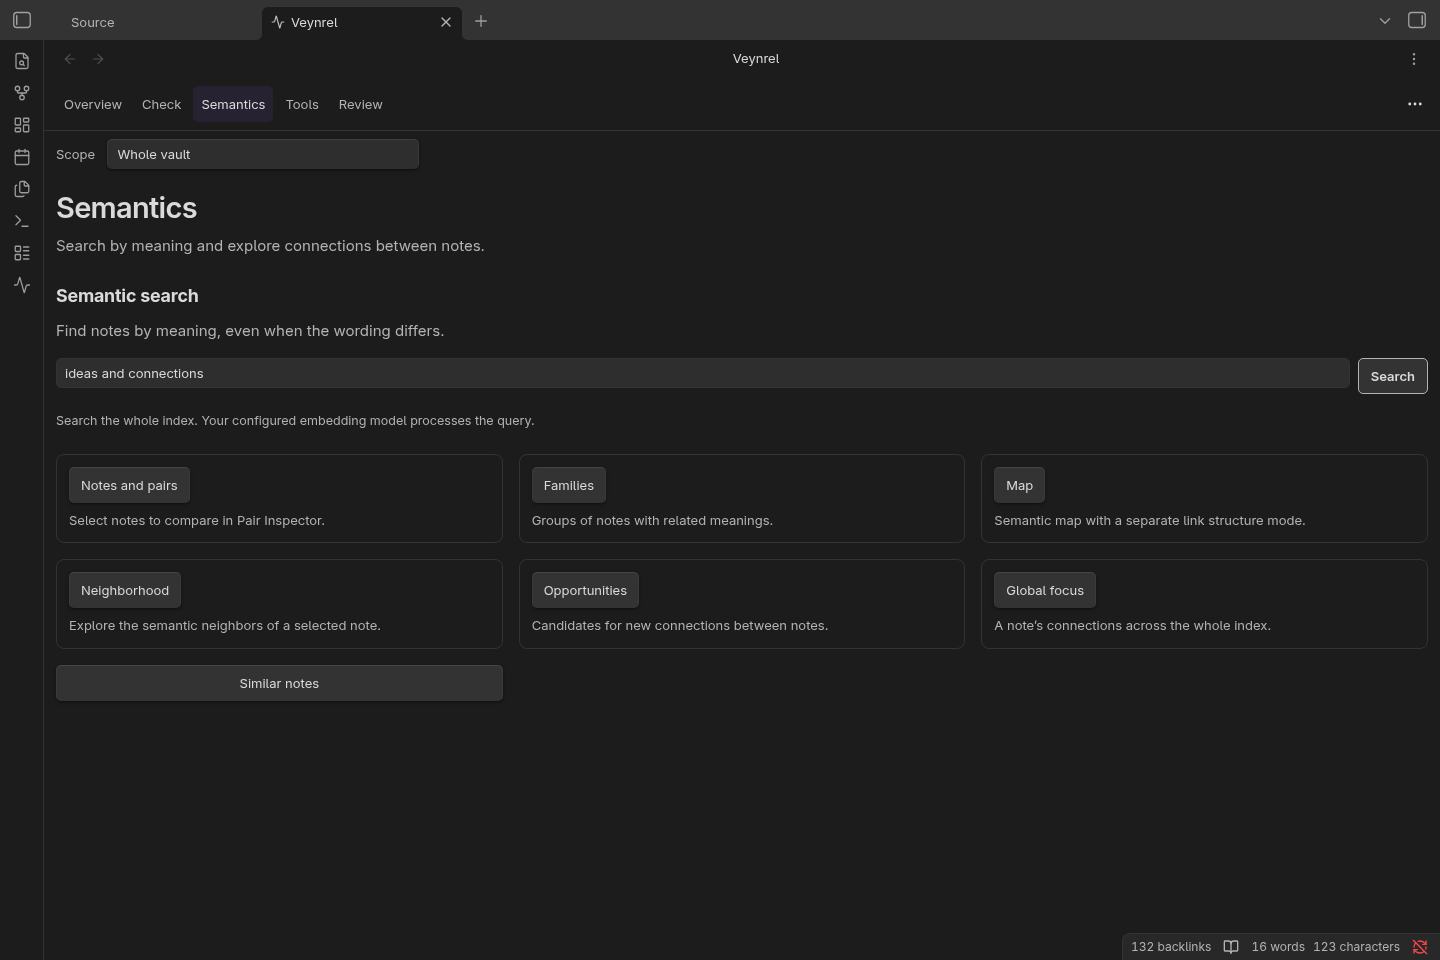 Source
Veynrel
Veynrel
Overview Check Semantics Tools Review
Scope Whole vault
Semantics
Search by meaning and explore connections between notes.
Semantic search
Find notes by meaning, even when the wording differs.
ideas and connections
Search
Search the whole index. Your configured embedding model processes the query.
Notes and pairs
Select notes to compare in Pair Inspector.
Families
Groups of notes with related meanings.
Map
Semantic map with a separate link structure mode.
Neighborhood
Explore the semantic neighbors of a selected note.
Opportunities
Candidates for new connections between notes.
Global focus
A note’s connections across the whole index.
Similar notes
132 backlinks 16 words 123 characters